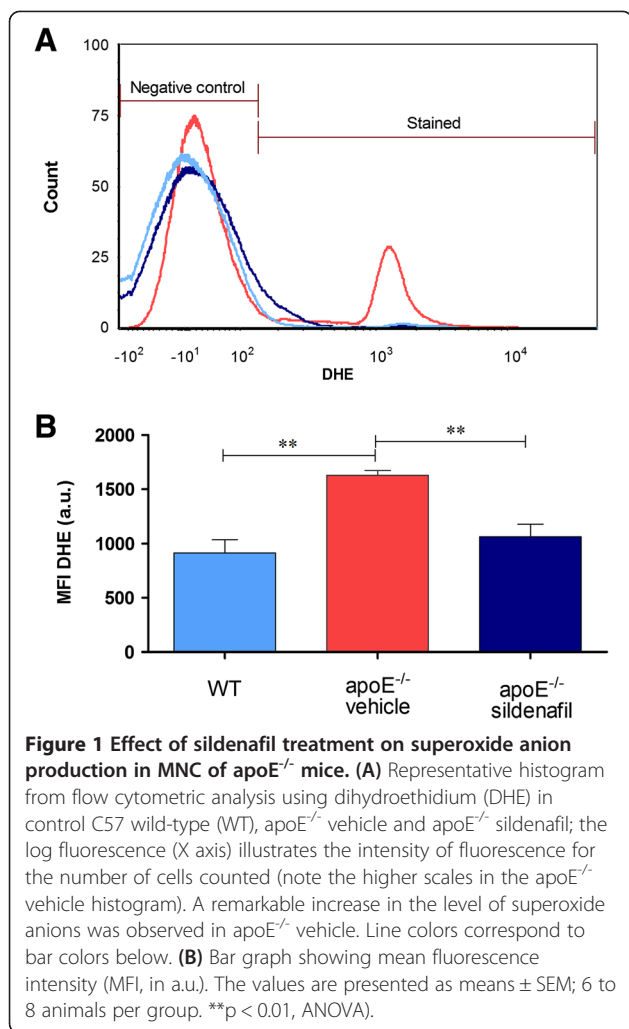 A
100
75
50
25
0
Count
Negative control
Stained
-10² -10¹ 10² 10³ 10⁴
DHE
B
2000
1500
1000
500
0
MFI DHE (a.u.)
** **
WT apoE⁻/⁻ vehicle apoE⁻/⁻ sildenafil
Figure 1 Effect of sildenafil treatment on superoxide anion
production in MNC of apoE⁻/⁻ mice. (A) Representative histogram
from flow cytometric analysis using dihydroethidium (DHE) in
control C57 wild-type (WT), apoE⁻/⁻ vehicle and apoE⁻/⁻ sildenafil; the
log fluorescence (X axis) illustrates the intensity of fluorescence for
the number of cells counted (note the higher scales in the apoE⁻/⁻
vehicle histogram). A remarkable increase in the level of superoxide
anions was observed in apoE⁻/⁻ vehicle. Line colors correspond to
bar colors below. (B) Bar graph showing mean fluorescence
intensity (MFI, in a.u.). The values are presented as means ± SEM; 6 to
8 animals per group. **p < 0.01, ANOVA).